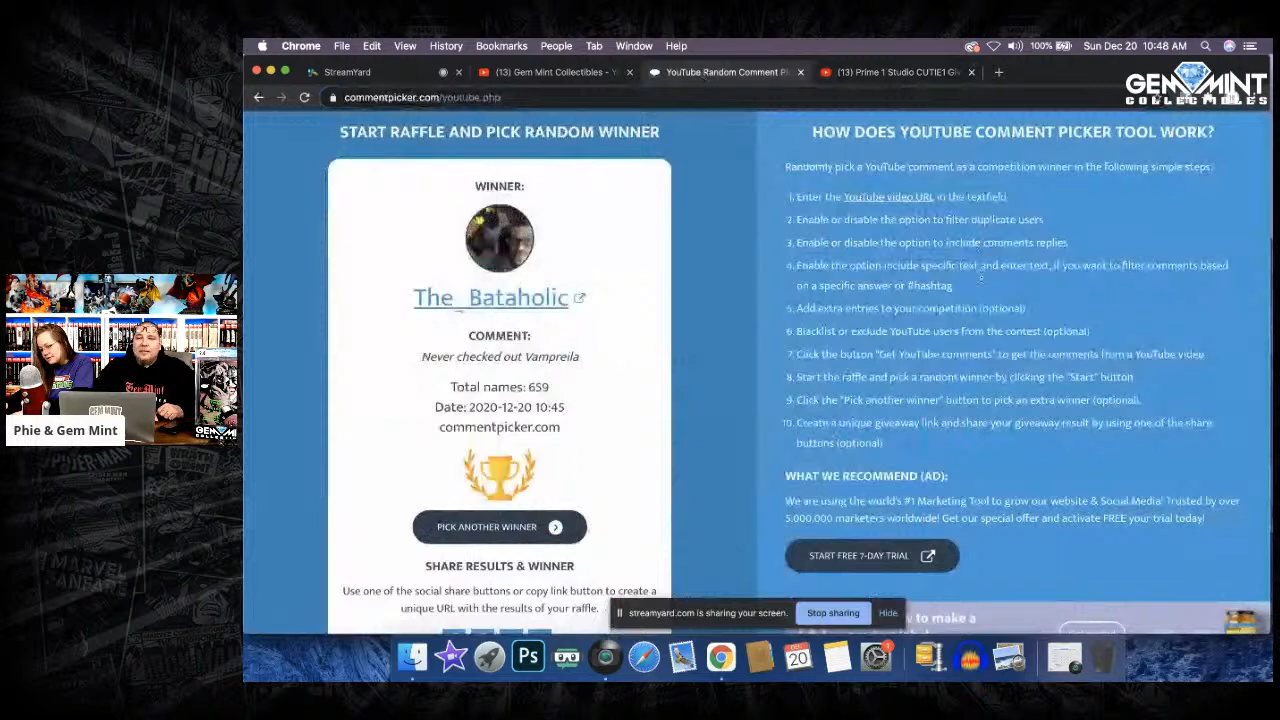 Chrome File Edit View History Bookmarks People Tab Window Help
100% Sun Dec 20 10:48 AM
StreamYard
(13) Gem Mint Collectibles - Y
YouTube Random Comment Pi
(13) Prime 1 Studio CUTIE1 Giv
commentpicker.com/youtube.php
GEM MINT
COLLECTIBLES
START RAFFLE AND PICK RANDOM WINNER
WINNER:
The_Bataholic
COMMENT:
Never checked out Vampreila
Total names: 659
Date: 2020-12-20 10:45
commentpicker.com
PICK ANOTHER WINNER
SHARE RESULTS & WINNER
Use one of the social share buttons or copy link button to create a
unique URL with the results of your raffle.
HOW DOES YOUTUBE COMMENT PICKER TOOL WORK?
Randomly pick a YouTube comment as a competition winner in the following simple steps:
1. Enter the YouTube video URL in the textfield
2. Enable or disable the option to filter duplicate users
3. Enable or disable the option to include comments replies
4. Enable the option include specific text and enter text, if you want to filter comments based
on a specific answer or #hashtag
5. Add extra entries to your competition (optional)
6. Blacklist or exclude YouTube users from the contest (optional)
7. Click the button "Get YouTube comments" to get the comments from a YouTube video
8. Start the raffle and pick a random winner by clicking the "Start" button
9. Click the "Pick another winner" button to pick an extra winner (optional).
10. Create a unique giveaway link and share your giveaway result by using one of the share
buttons (optional)
WHAT WE RECOMMEND (AD):
We are using the world's #1 Marketing Tool to grow our website & Social Media! Trusted by over
5.000.000 marketers worldwide! Get our special offer and activate FREE your trial today!
START FREE 7-DAY TRIAL
streamyard.com is sharing your screen.
Stop sharing
Hide
w to make a
Ps
DEC
20
1
Phie & Gem Mint
GEM MINT